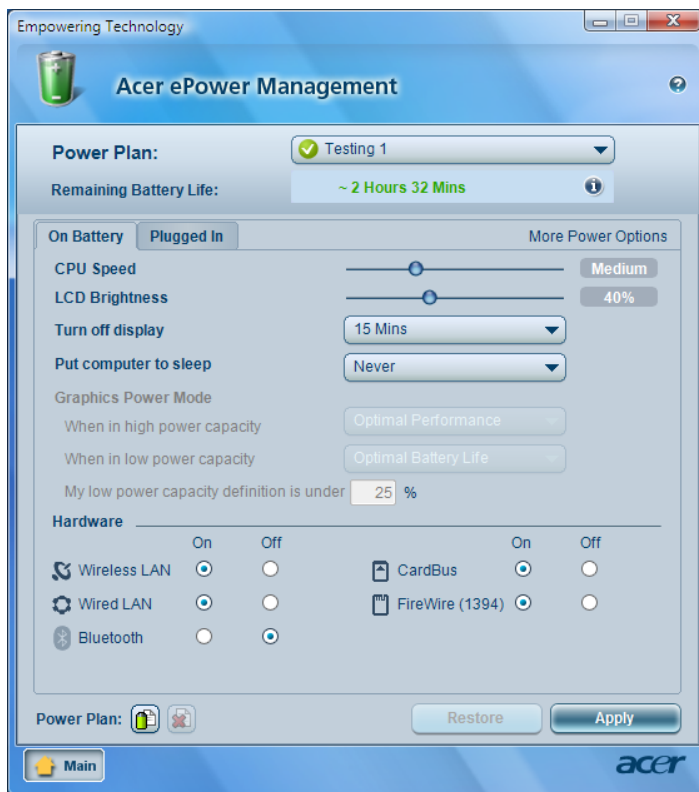 Empowering Technology
Acer ePower Management
Power Plan: Testing 1
Remaining Battery Life: ~ 2 Hours 32 Mins
On Battery Plugged In More Power Options
CPU Speed Medium
LCD Brightness 40%
Turn off display 15 Mins
Put computer to sleep Never
Graphics Power Mode
When in high power capacity Optimal Performance
When in low power capacity Optimal Battery Life
My low power capacity definition is under 25 %
Hardware
On Off On Off
Wireless LAN CardBus
Wired LAN FireWire (1394)
Bluetooth
Power Plan: Restore Apply
Main acer